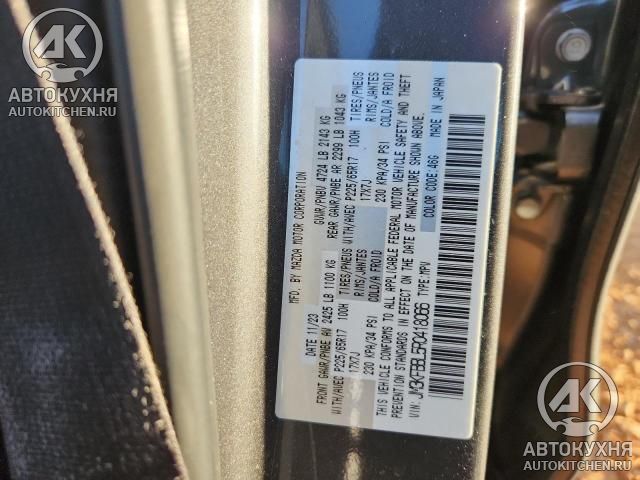 AK
АВТОКУХНЯ
AUTOKITCHEN.RU
MFD. BY MAZDA MOTOR CORPORATION
DATE 11/23
GVWR/PNBV 4724 LB 2143 KG
FRONT GAWR/PNBE AV 2425 LB 1100 KG
REAR GAWR/PNBE AR 2299 LB 1043 KG
WITH/AVEC P225/65R17 100H TIRES/PNEUS
WITH/AVEC P225/65R17 100H TIRES/PNEUS
17X7J RIMS/JANTES
17X7J RIMS/JANTES
230 KPA/34 PSI COLD/A FROID
230 KPA/34 PSI COLD/A FROID
THIS VEHICLE CONFORMS TO ALL APPLICABLE FEDERAL MOTOR VEHICLE SAFETY AND THEFT
PREVENTION STANDARDS IN EFFECT ON THE DATE OF MANUFACTURE SHOWN ABOVE.
VIN: JM3KFBBL5R0418066 TYPE:MPV
COLOR CODE:46G MADE IN JAPAN
AK
АВТОКУХНЯ
AUTOKITCHEN.RU